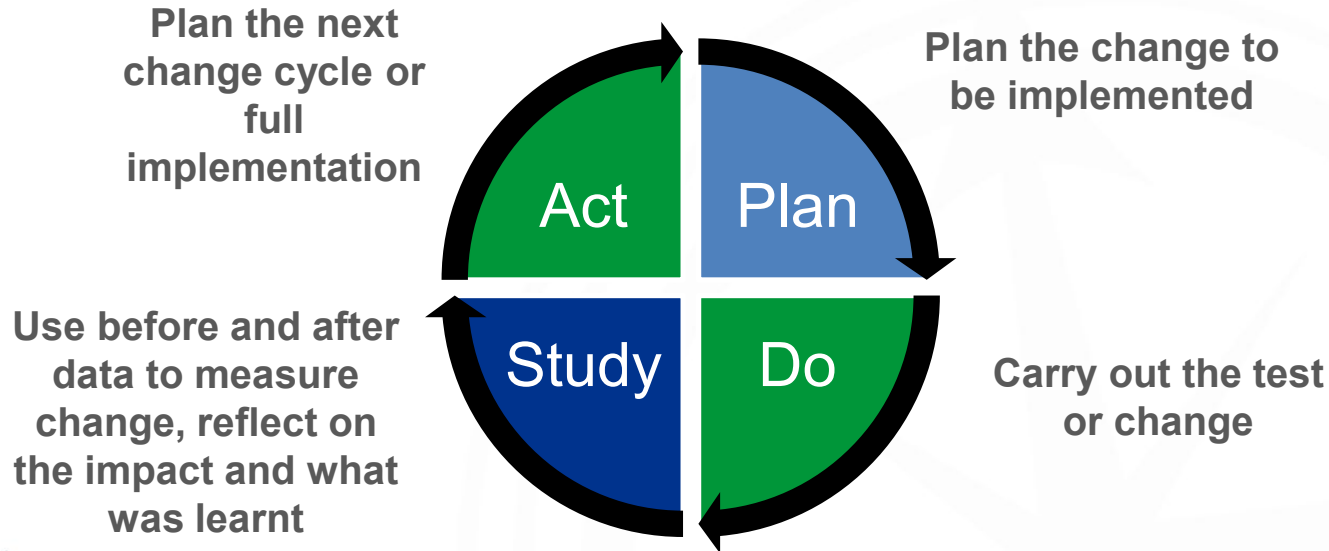 Plan the next
change cycle or
full
implementation
Plan the change to
be implemented
Act
Plan
Use before and after
data to measure
change, reflect on
the impact and what
was learnt
Study
Do
Carry out the test
or change